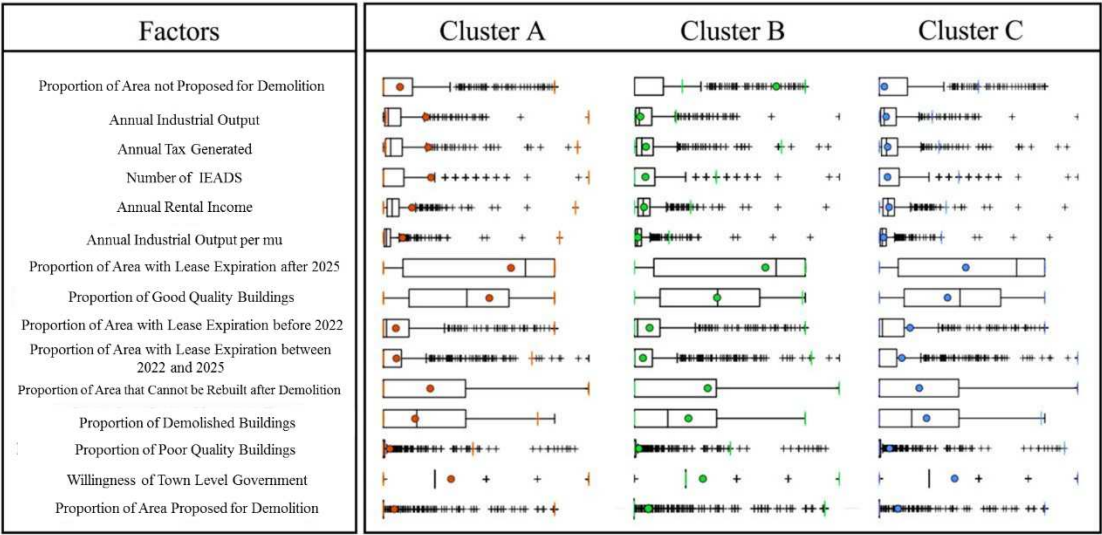 Factors
Cluster A
Cluster B
Cluster C
Proportion of Area not Proposed for Demolition
Annual Industrial Output
Annual Tax Generated
Number of IEADS
Annual Rental Income
Annual Industrial Output per mu
Proportion of Area with Lease Expiration after 2025
Proportion of Good Quality Buildings
Proportion of Area with Lease Expiration before 2022
Proportion of Area with Lease Expiration between
2022 and 2025
Proportion of Area that Cannot be Rebuilt after Demolition
Proportion of Demolished Buildings
Proportion of Poor Quality Buildings
Willingness of Town Level Government
Proportion of Area Proposed for Demolition